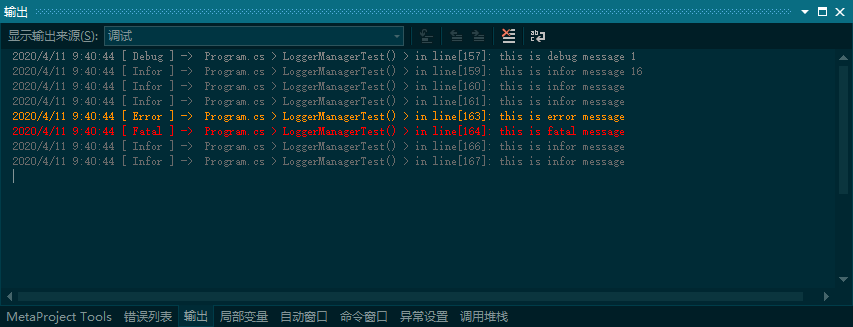 输出
显示输出来源(S): 调试
2020/4/11 9:40:44 [ Debug ] ->  Program.cs > LoggerManagerTest() > in line[157]: this is debug message 1
2020/4/11 9:40:44 [ Infor ] ->  Program.cs > LoggerManagerTest() > in line[159]: this is infor message 16
2020/4/11 9:40:44 [ Infor ] ->  Program.cs > LoggerManagerTest() > in line[160]: this is infor message
2020/4/11 9:40:44 [ Infor ] ->  Program.cs > LoggerManagerTest() > in line[161]: this is infor message
2020/4/11 9:40:44 [ Error ] ->  Program.cs > LoggerManagerTest() > in line[163]: this is error message
2020/4/11 9:40:44 [ Fatal ] ->  Program.cs > LoggerManagerTest() > in line[164]: this is fatal message
2020/4/11 9:40:44 [ Infor ] ->  Program.cs > LoggerManagerTest() > in line[166]: this is infor message
2020/4/11 9:40:44 [ Infor ] ->  Program.cs > LoggerManagerTest() > in line[167]: this is infor message
MetaProject Tools 错误列表 输出 局部变量 自动窗口 命令窗口 异常设置 调用堆栈